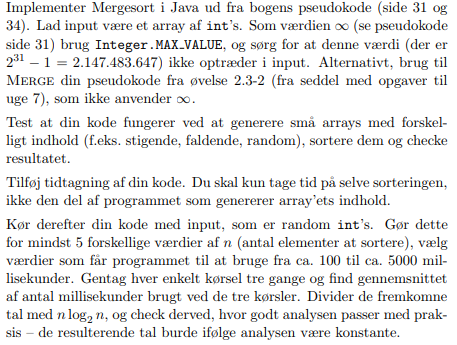 Implementer Mergesort i Java ud fra bogens pseudokode (side 31 og
34). Lad input være et array af int's. Som værdien ∞ (se pseudokode
side 31) brug Integer.MAX_VALUE, og sørg for at denne værdi (der er
2^31 − 1 = 2.147.483.647) ikke optræder i input. Alternativt, brug til
MERGE din pseudokode fra øvelse 2.3-2 (fra seddel med opgaver til
uge 7), som ikke anvender ∞.
Test at din kode fungerer ved at generere små arrays med forskel-
ligt indhold (f.eks. stigende, faldende, random), sortere dem og checke
resultatet.
Tilføj tidtagning af din kode. Du skal kun tage tid på selve sorteringen,
ikke den del af programmet som genererer array'ets indhold.
Kør derefter din kode med input, som er random int's. Gør dette
for mindst 5 forskellige værdier af n (antal elementer at sortere), vælg
værdier som får programmet til at bruge fra ca. 100 til ca. 5000 mil-
lisekunder. Gentag hver enkelt kørsel tre gange og find gennemsnittet
af antal millisekunder brugt ved de tre kørsler. Divider de fremkomne
tal med n log₂ n, og check derved, hvor godt analysen passer med prak-
sis – de resulterende tal burde ifølge analysen være konstante.